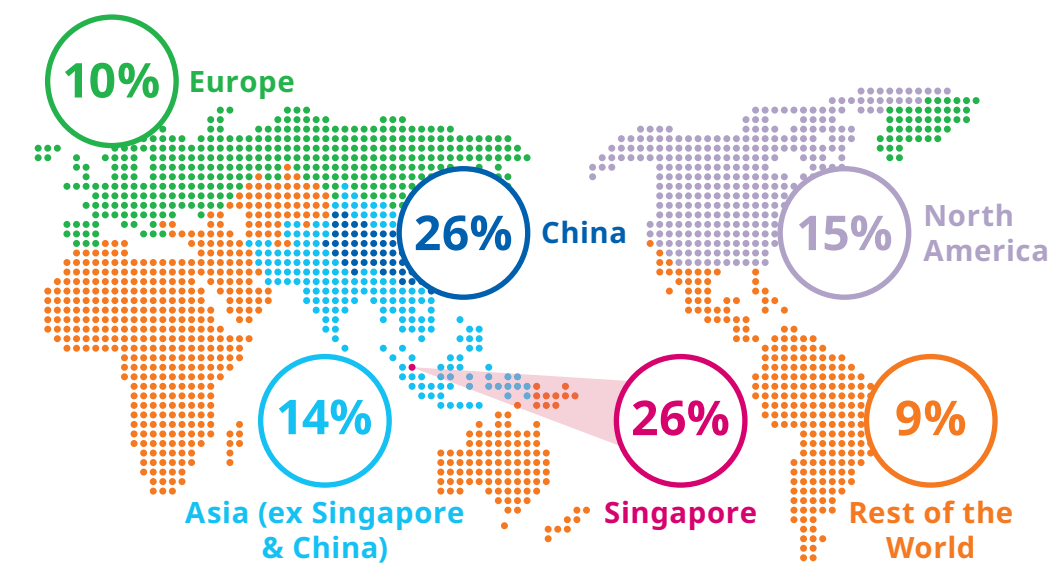 10%
Europe
26%
China
15%
North
America
14%
Asia (ex Singapore
& China)
26%
Singapore
9%
Rest of the
World